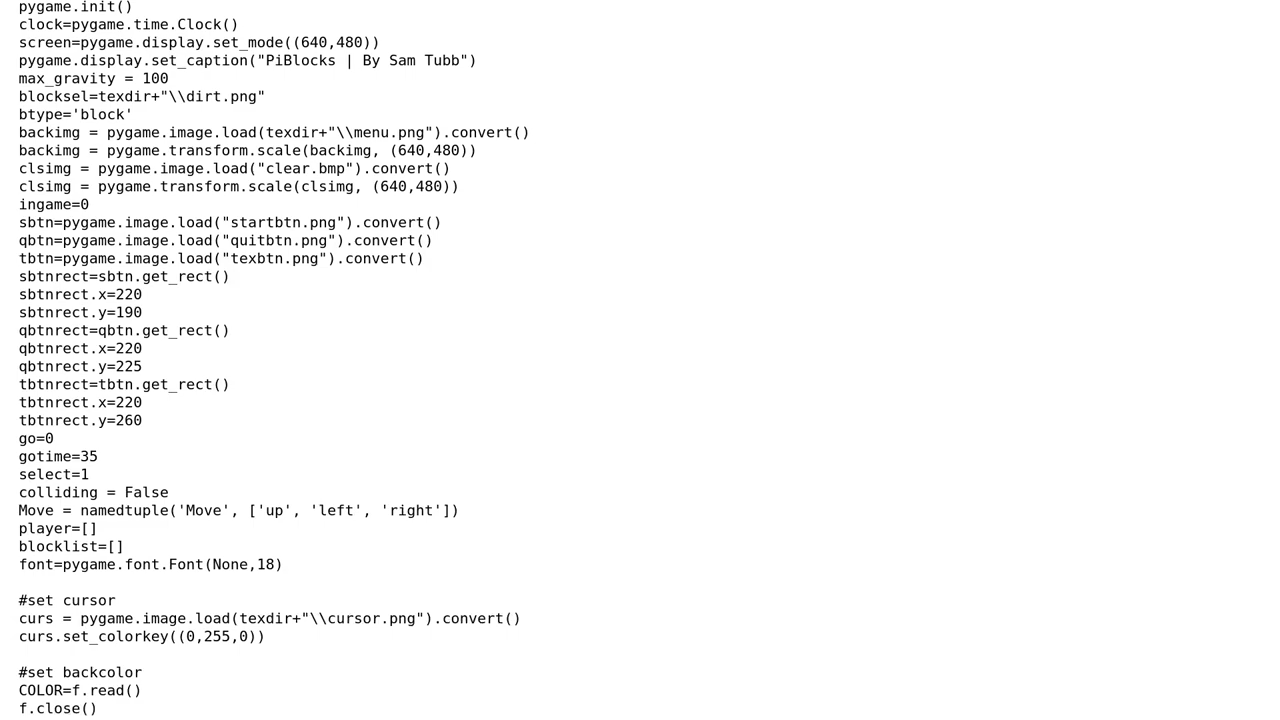 pygame.init()
clock=pygame.time.Clock()
screen=pygame.display.set_mode((640,480))
pygame.display.set_caption("PiBlocks | By Sam Tubb")
max_gravity = 100
blocksel=texdir+"\\dirt.png"
btype='block'
backimg = pygame.image.load(texdir+"\\menu.png").convert()
backimg = pygame.transform.scale(backimg, (640,480))
clsimg = pygame.image.load("clear.bmp").convert()
clsimg = pygame.transform.scale(clsimg, (640,480))
ingame=0
sbtn=pygame.image.load("startbtn.png").convert()
qbtn=pygame.image.load("quitbtn.png").convert()
tbtn=pygame.image.load("texbtn.png").convert()
sbtnrect=sbtn.get_rect()
sbtnrect.x=220
sbtnrect.y=190
qbtnrect=qbtn.get_rect()
qbtnrect.x=220
qbtnrect.y=225
tbtnrect=tbtn.get_rect()
tbtnrect.x=220
tbtnrect.y=260
go=0
gotime=35
select=1
colliding = False
Move = namedtuple('Move', ['up', 'left', 'right'])
player=[]
blocklist=[]
font=pygame.font.Font(None,18)

#set cursor
curs = pygame.image.load(texdir+"\\cursor.png").convert()
curs.set_colorkey((0,255,0))

#set backcolor
COLOR=f.read()
f.close()